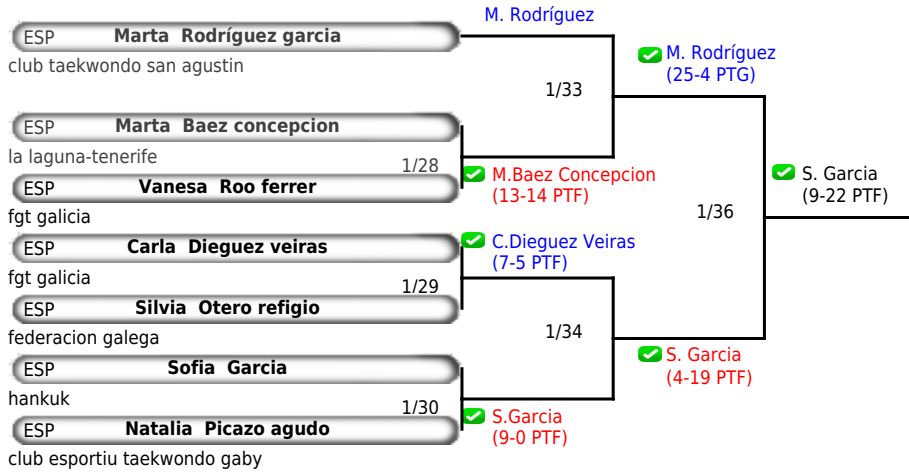 M. Rodríguez
ESP Marta Rodríguez garcia
club taekwondo san agustin
M. Rodríguez
(25-4 PTG)
1/33
ESP Marta Baez concepcion
la laguna-tenerife
1/28
M.Baez Concepcion
(13-14 PTF)
ESP Vanesa Roo ferrer
fgt galicia
S. Garcia
(9-22 PTF)
1/36
ESP Carla Dieguez veiras
fgt galicia
C.Dieguez Veiras
(7-5 PTF)
1/29
ESP Silvia Otero refigio
federacion galega
1/34
S. Garcia
(4-19 PTF)
ESP Sofia Garcia
hankuk
1/30
S.Garcia
(9-0 PTF)
ESP Natalia Picazo agudo
club esportiu taekwondo gaby